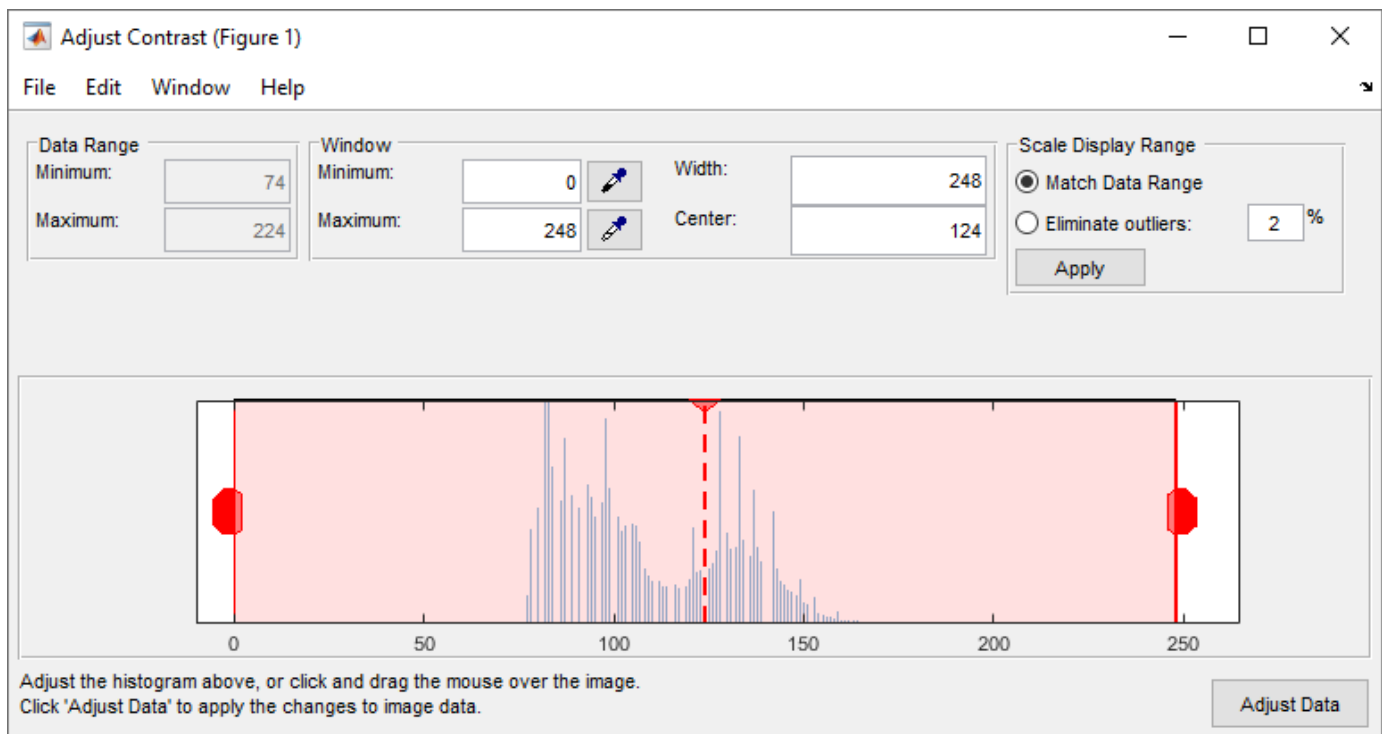 Adjust Contrast (Figure 1)
File Edit Window Help
Data Range
Minimum: 74
Maximum: 224
Window
Minimum: 0
Maximum: 248
Width: 248
Center: 124
Scale Display Range
Match Data Range
Eliminate outliers: 2 %
Apply
0 50 100 150 200 250
Adjust the histogram above, or click and drag the mouse over the image.
Click 'Adjust Data' to apply the changes to image data.
Adjust Data